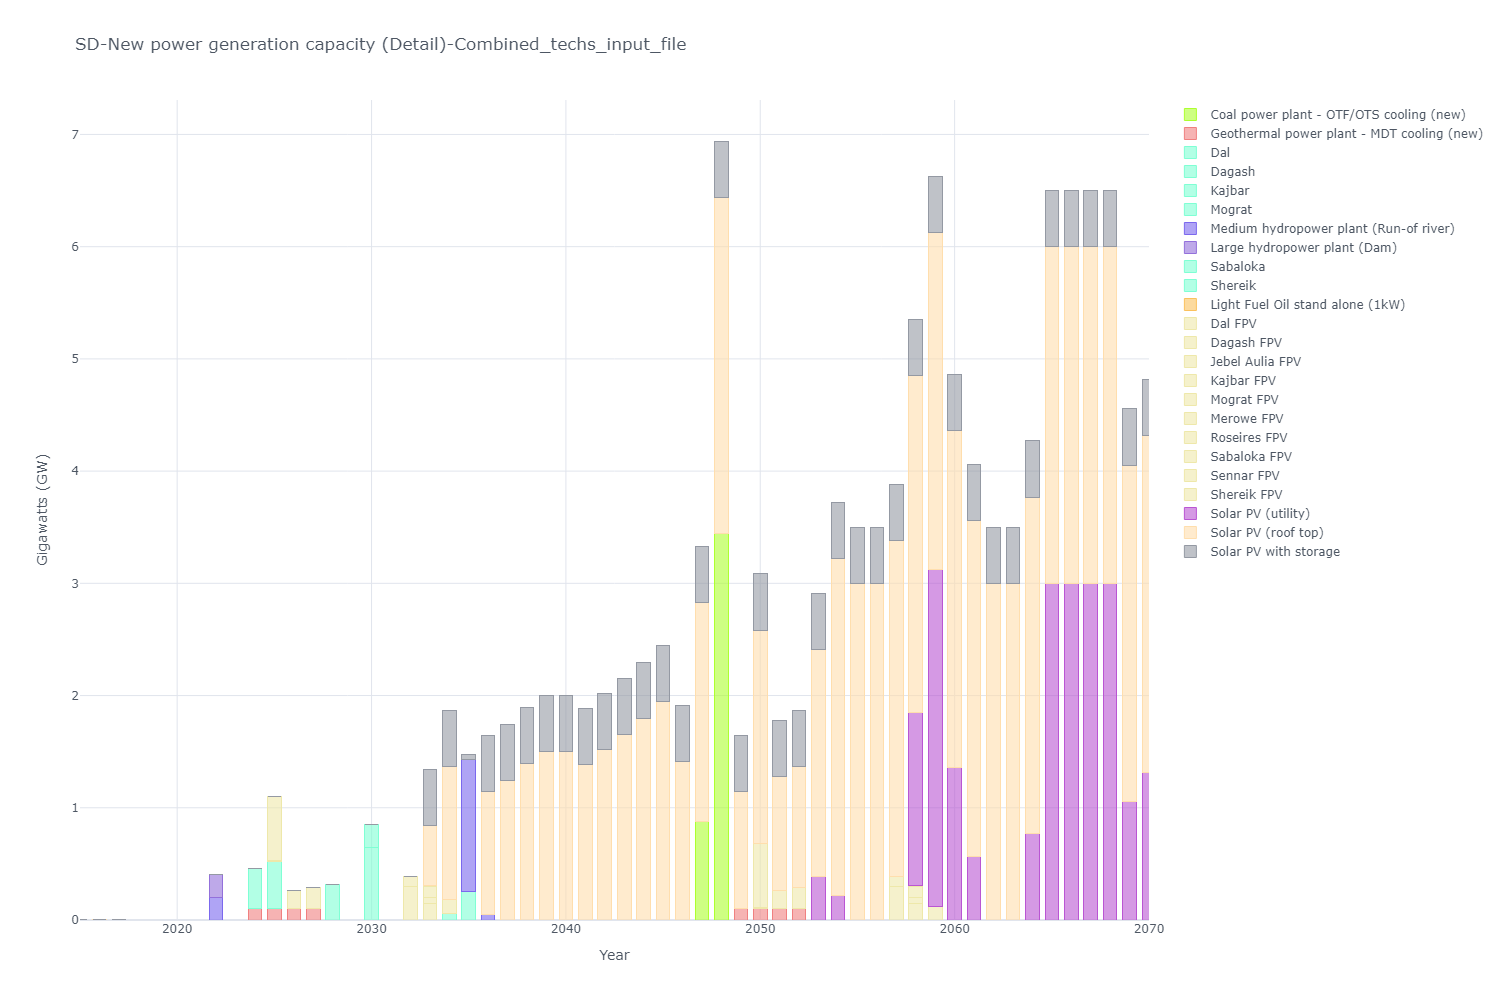 SD-New power generation capacity (Detail)-Combined_techs_input_file
Coal power plant - OTF/OTS cooling (new)
Geothermal power plant - MDT cooling (new)
Dal
Dagash
Kajbar
Mograt
Medium hydropower plant (Run-of river)
Large hydropower plant (Dam)
Sabaloka
Shereik
Light Fuel Oil stand alone (1kW)
Dal FPV
Dagash FPV
Jebel Aulia FPV
Kajbar FPV
Mograt FPV
Merowe FPV
Roseires FPV
Sabaloka FPV
Sennar FPV
Shereik FPV
Solar PV (utility)
Solar PV (roof top)
Solar PV with storage
Gigawatts (GW)
7
6
5
4
3
2
1
0
2020 2030 2040 2050 2060 2070
Year